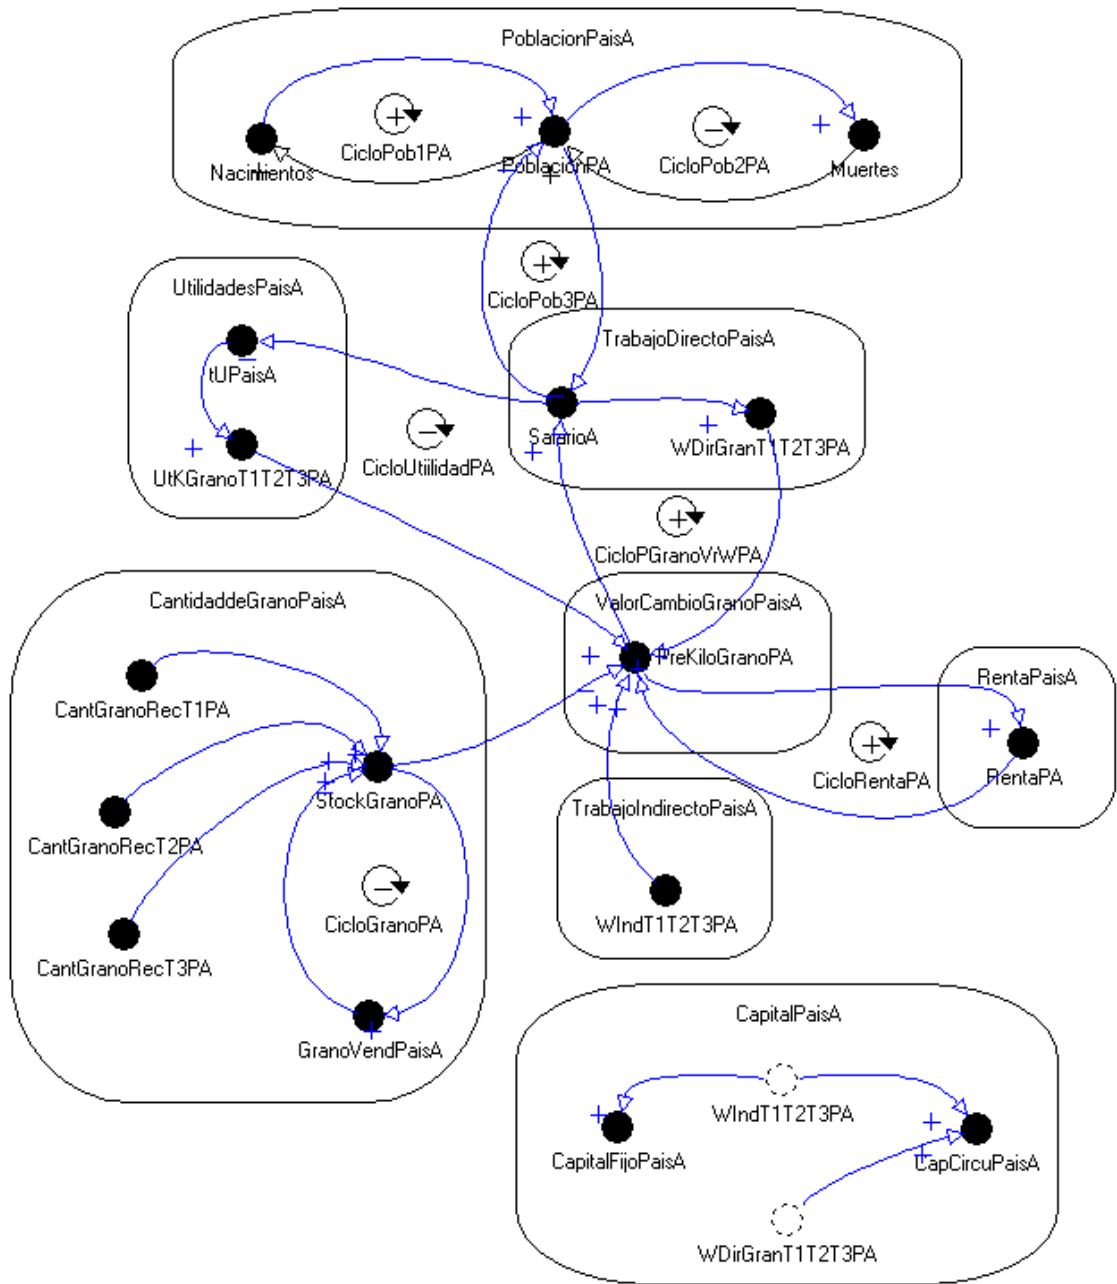 PoblacionPaisA
CicloPob1PA
CicloPob2PA
Nacimientos
PoblacionPA
Muertes
CicloPob3PA
UtilidadesPaisA
TrabajoDirectoPaisA
tUPaisA
SalarioA
WDirGranT1T2T3PA
UtKGranoT1T2T3PA
CicloUtiilidadPA
CicloPGranoVrWPA
CantidaddeGranoPaisA
ValorCambioGranoPaisA
PreKiloGranoPA
RentaPaisA
CantGranoRecT1PA
CicloRentaPA
RentaPA
StockGranoPA
TrabajoIndirectoPaisA
CantGranoRecT2PA
CicloGranoPA
WIndT1T2T3PA
CantGranoRecT3PA
GranoVendPaisA
CapitalPaisA
WIndT1T2T3PA
CapitalFijoPaisA
CapCircuPaisA
WDirGranT1T2T3PA